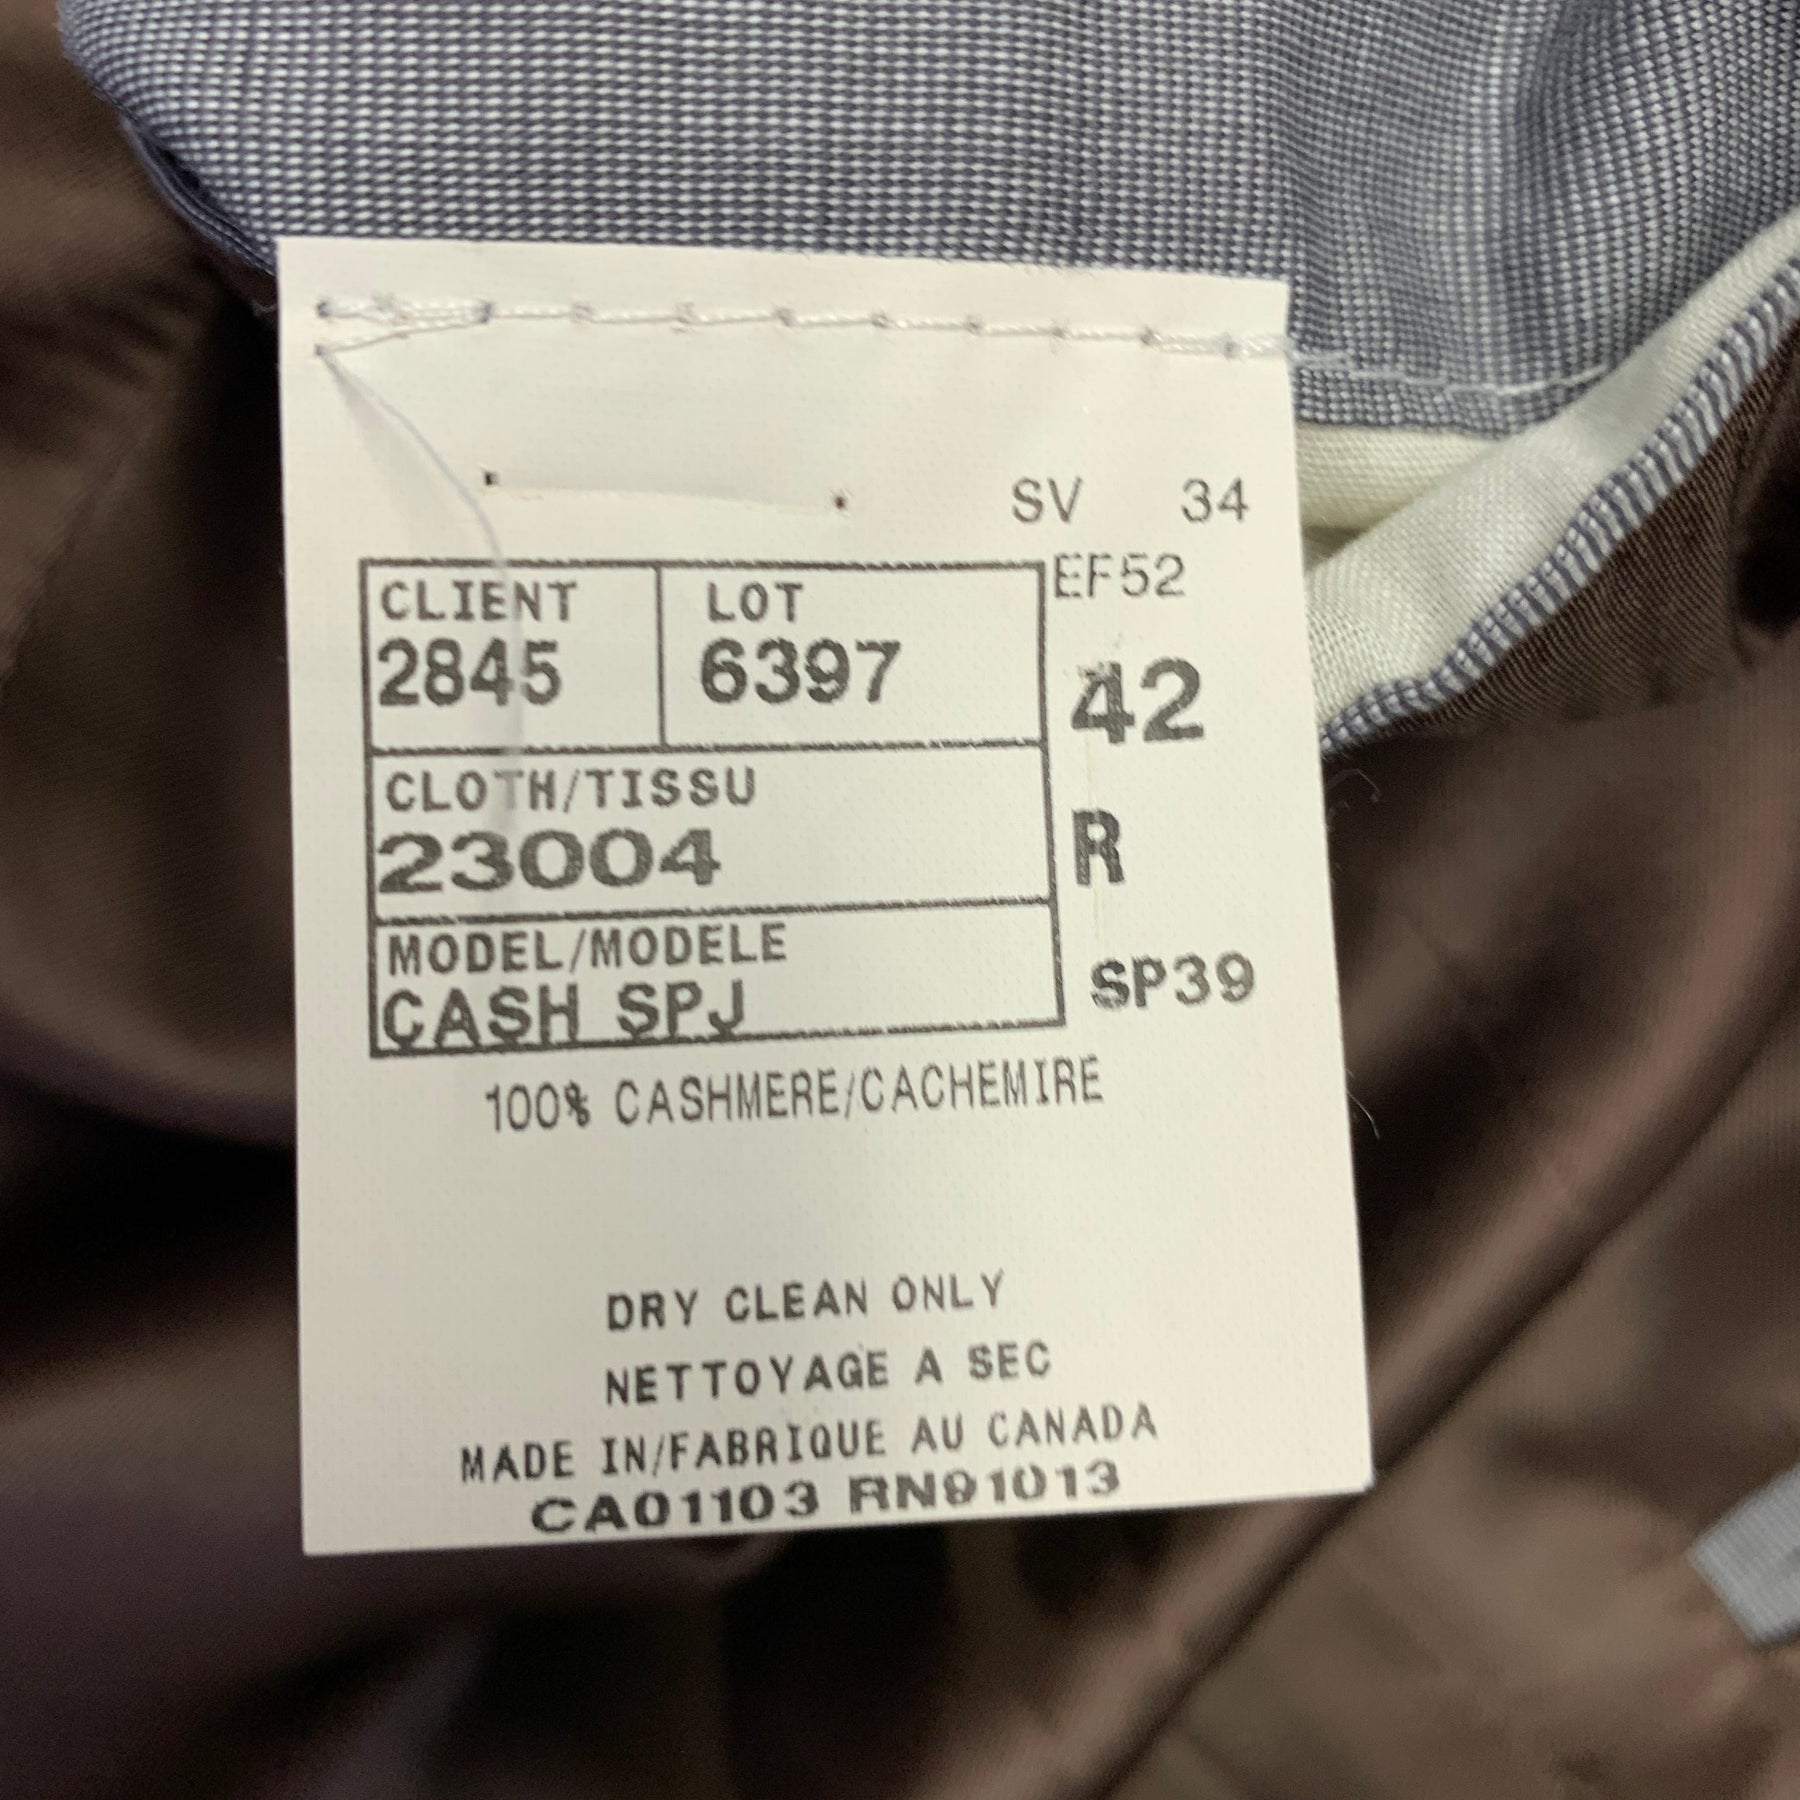 SV 34
EF52
CLIENT LOT
2845 6397
42
CLOTH/TISSU
23004
R
MODEL/MODELE
CASH SPJ
SP39
100% CASHMERE/CACHEMIRE
DRY CLEAN ONLY
NETTOYAGE A SEC
MADE IN/FABRIQUE AU CANADA
CA01103 RN91013